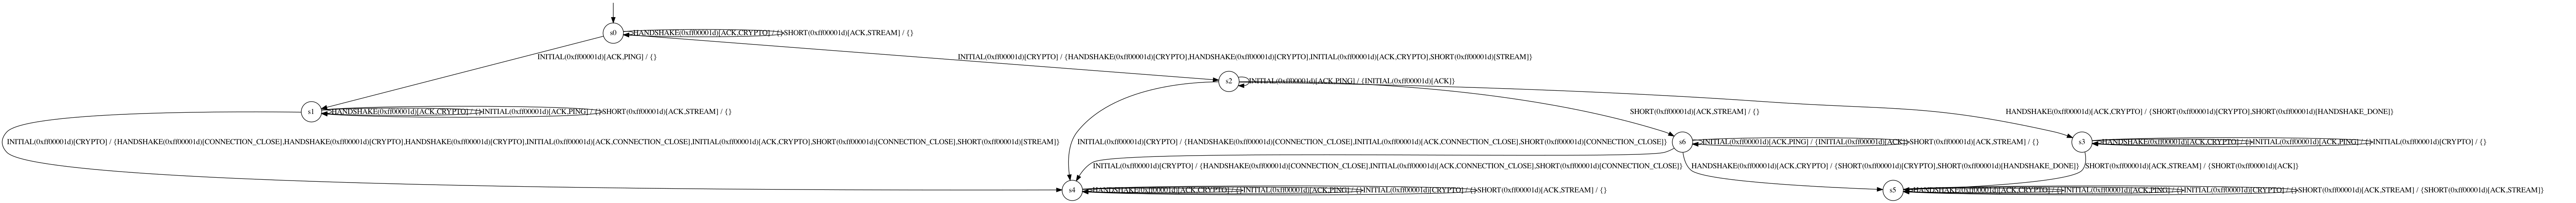 s0
HANDSHAKE(0xff00001d)[ACK,CRYPTO] / {}
SHORT(0xff00001d)[ACK,STREAM] / {}
INITIAL(0xff00001d)[ACK,PING] / {}
INITIAL(0xff00001d)[CRYPTO] / {HANDSHAKE(0xff00001d)[CRYPTO],HANDSHAKE(0xff00001d)[CRYPTO],INITIAL(0xff00001d)[ACK,CRYPTO],SHORT(0xff00001d)[STREAM]}
s2
INITIAL(0xff00001d)[ACK,PING] / {INITIAL(0xff00001d)[ACK]}
s1
HANDSHAKE(0xff00001d)[ACK,CRYPTO] / {}
INITIAL(0xff00001d)[ACK,PING] / {}
SHORT(0xff00001d)[ACK,STREAM] / {}
SHORT(0xff00001d)[ACK,STREAM] / {}
HANDSHAKE(0xff00001d)[ACK,CRYPTO] / {SHORT(0xff00001d)[CRYPTO],SHORT(0xff00001d)[HANDSHAKE_DONE]}
INITIAL(0xff00001d)[CRYPTO] / {HANDSHAKE(0xff00001d)[CONNECTION_CLOSE],HANDSHAKE(0xff00001d)[CRYPTO],HANDSHAKE(0xff00001d)[CRYPTO],INITIAL(0xff00001d)[ACK,CONNECTION_CLOSE],INITIAL(0xff00001d)[ACK,CRYPTO],SHORT(0xff00001d)[CONNECTION_CLOSE],SHORT(0xff00001d)[STREAM]}
INITIAL(0xff00001d)[CRYPTO] / {HANDSHAKE(0xff00001d)[CONNECTION_CLOSE],INITIAL(0xff00001d)[ACK,CONNECTION_CLOSE],SHORT(0xff00001d)[CONNECTION_CLOSE]}
s6
INITIAL(0xff00001d)[ACK,PING] / {INITIAL(0xff00001d)[ACK]}
SHORT(0xff00001d)[ACK,STREAM] / {}
s3
HANDSHAKE(0xff00001d)[ACK,CRYPTO] / {}
INITIAL(0xff00001d)[ACK,PING] / {}
INITIAL(0xff00001d)[CRYPTO] / {}
INITIAL(0xff00001d)[CRYPTO] / {HANDSHAKE(0xff00001d)[CONNECTION_CLOSE],INITIAL(0xff00001d)[ACK,CONNECTION_CLOSE],SHORT(0xff00001d)[CONNECTION_CLOSE]}
HANDSHAKE(0xff00001d)[ACK,CRYPTO] / {SHORT(0xff00001d)[CRYPTO],SHORT(0xff00001d)[HANDSHAKE_DONE]}
SHORT(0xff00001d)[ACK,STREAM] / {SHORT(0xff00001d)[ACK]}
s4
HANDSHAKE(0xff00001d)[ACK,CRYPTO] / {}
INITIAL(0xff00001d)[ACK,PING] / {}
INITIAL(0xff00001d)[CRYPTO] / {}
SHORT(0xff00001d)[ACK,STREAM] / {}
s5
HANDSHAKE(0xff00001d)[ACK,CRYPTO] / {}
INITIAL(0xff00001d)[ACK,PING] / {}
INITIAL(0xff00001d)[CRYPTO] / {}
SHORT(0xff00001d)[ACK,STREAM] / {SHORT(0xff00001d)[ACK,STREAM]}